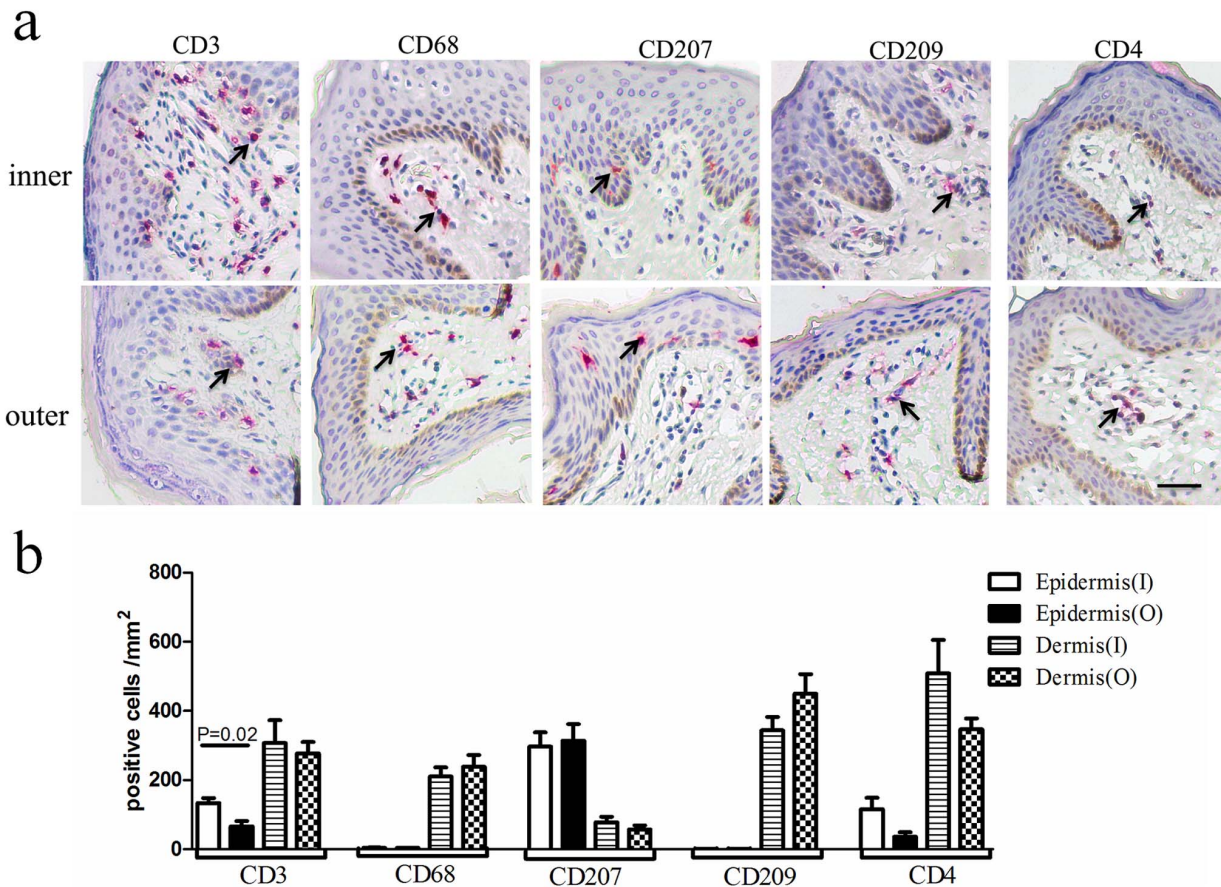 a
CD3 CD68 CD207 CD209 CD4
inner
outer
b
800
600
400
200
0
positive cells /mm²
P=0.02
Epidermis(I)
Epidermis(O)
Dermis(I)
Dermis(O)
CD3 CD68 CD207 CD209 CD4